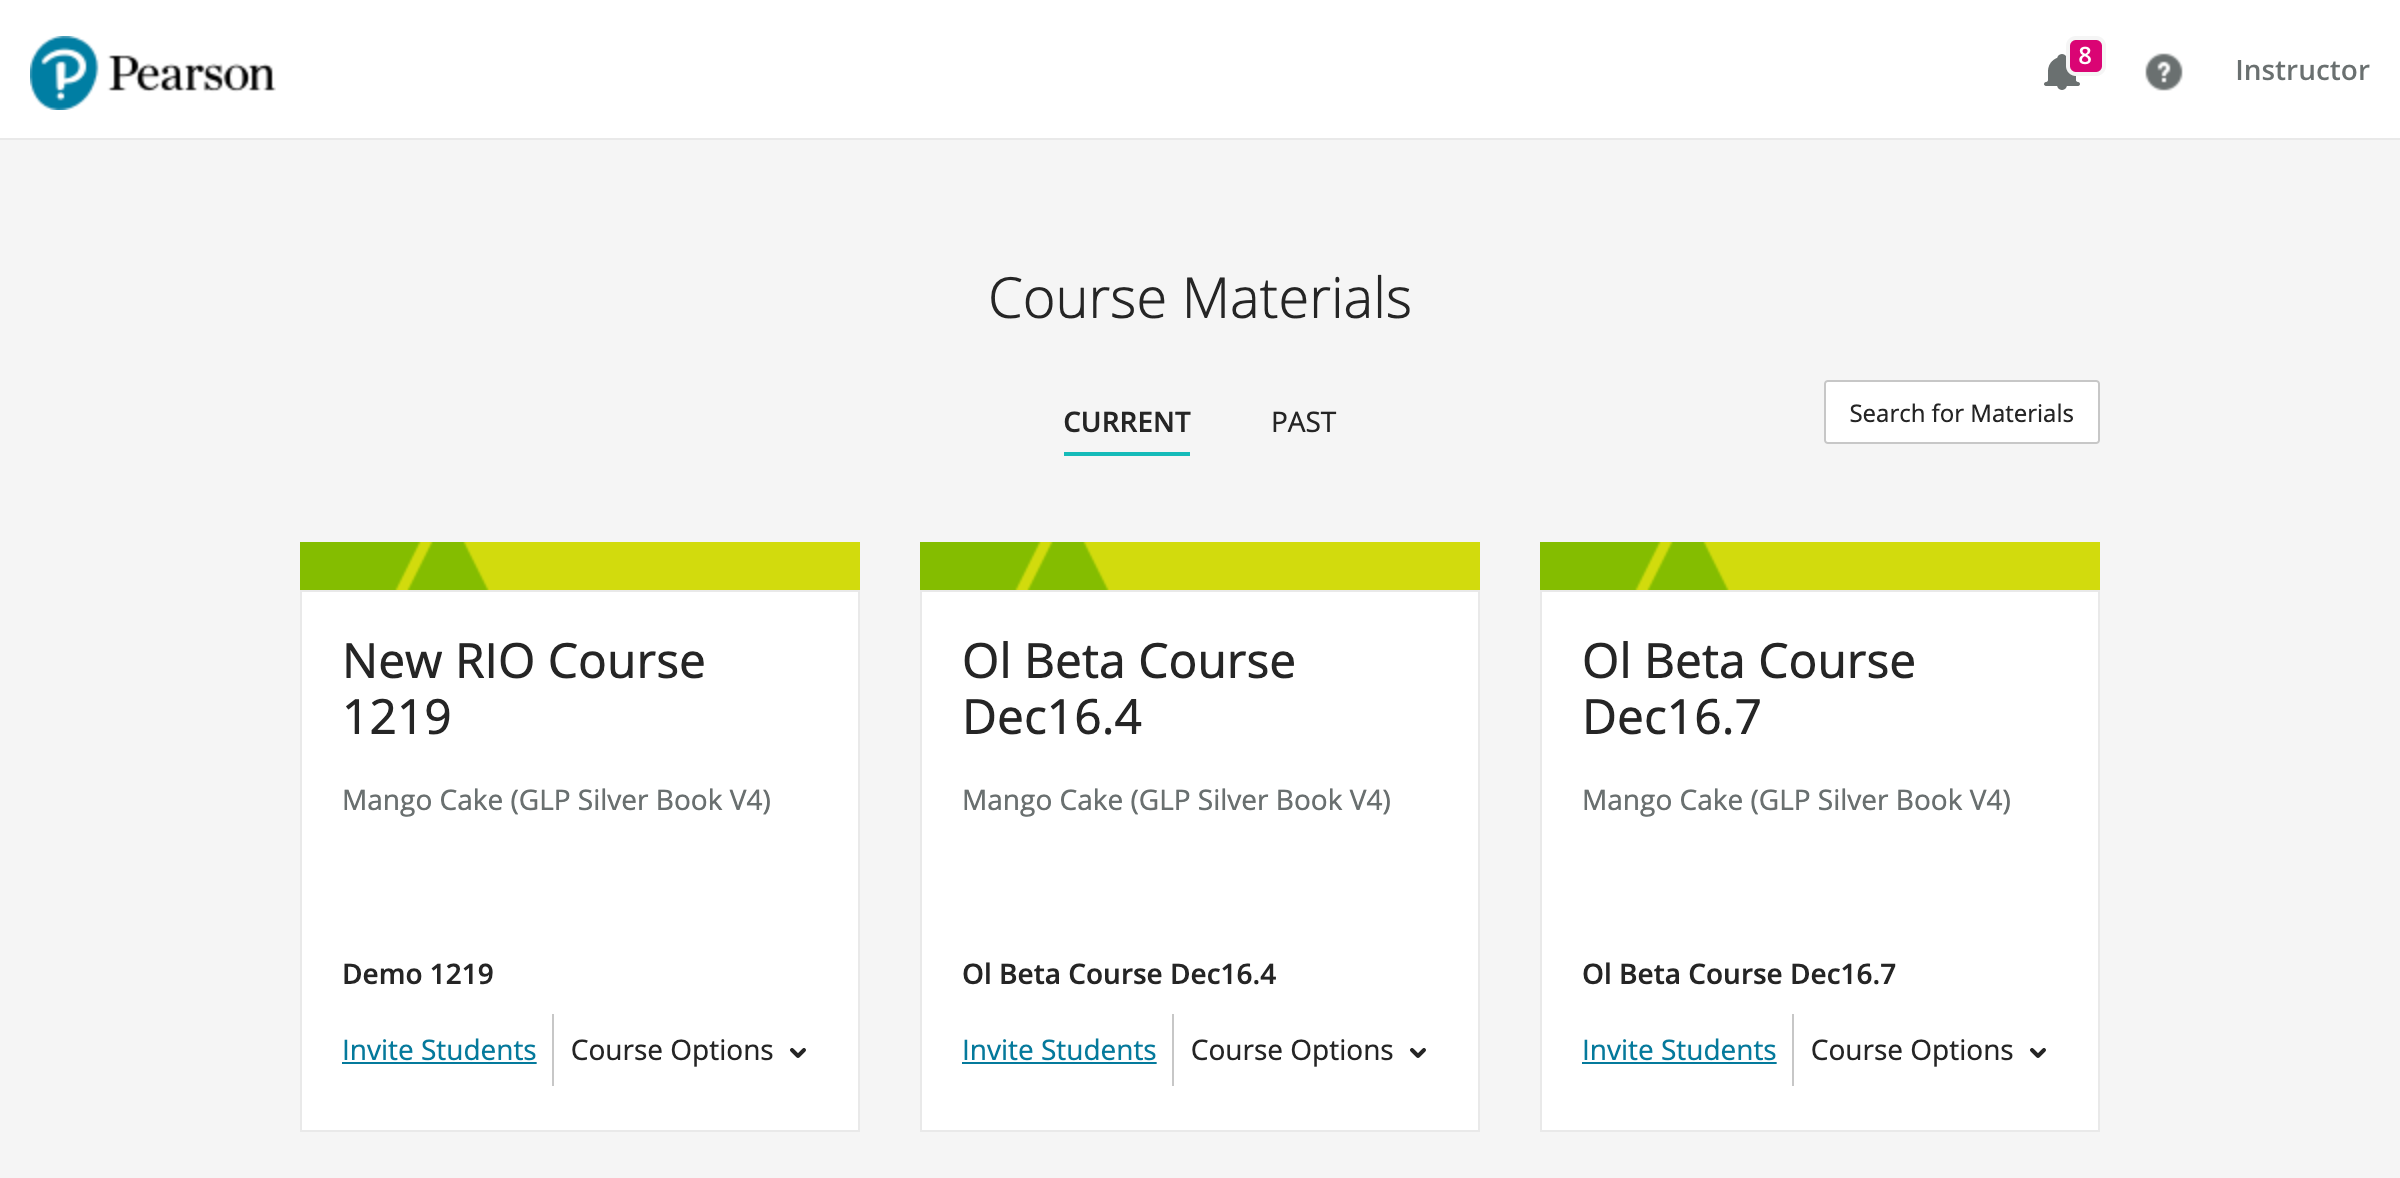 Pearson
8
?
Instructor
Course Materials
CURRENT
PAST
Search for Materials
New RIO Course
1219
Mango Cake (GLP Silver Book V4)
Demo 1219
Invite Students
Course Options
Ol Beta Course
Dec16.4
Mango Cake (GLP Silver Book V4)
Ol Beta Course Dec16.4
Invite Students
Course Options
Ol Beta Course
Dec16.7
Mango Cake (GLP Silver Book V4)
Ol Beta Course Dec16.7
Invite Students
Course Options